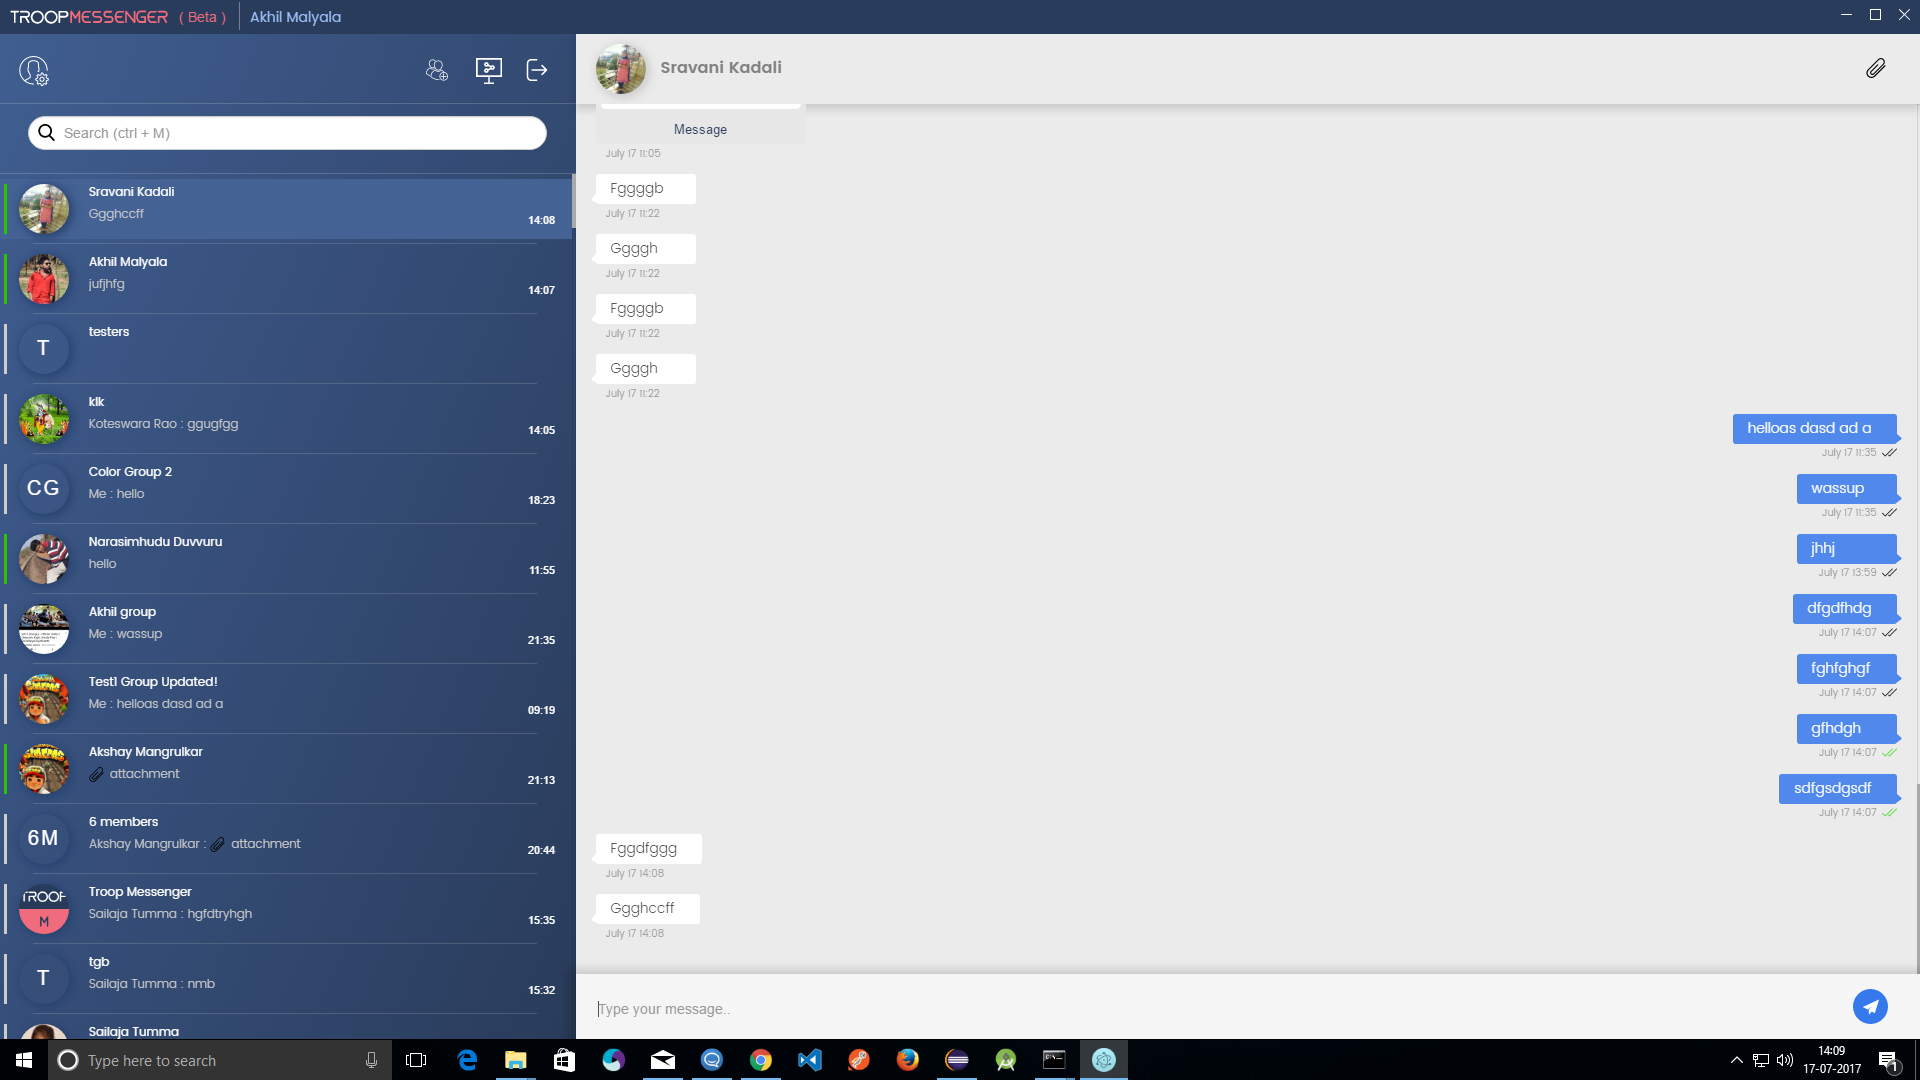 TROOPMESSENGER ( Beta ) Akhil Malyala
Search (ctrl + M)
Sravani Kadali
Ggghccff
14:08
Akhil Malyala
jufjhfg
14:07
T
testers
klk
Koteswara Rao : ggugfgg
14:05
CG
Color Group 2
Me : hello
18:23
Narasimhudu Duvvuru
hello
11:55
Akhil group
Me : wassup
21:35
Test1 Group Updated!
Me : helloas dasd ad a
09:19
Akshay Mangrulkar
attachment
21:13
6M
6 members
Akshay Mangrulkar : attachment
20:44
TROOP
M
Troop Messenger
Sailaja Tumma : hgfdtryhgh
15:35
T
tgb
Sailaja Tumma : nmb
15:32
Sailaja Tumma
Sravani Kadali
Message
July 17 11:05
Fggggb
July 17 11:22
Ggggh
July 17 11:22
Fggggb
July 17 11:22
Ggggh
July 17 11:22
helloas dasd ad a
July 17 11:35
wassup
July 17 11:35
jhhj
July 17 13:59
dfgdfhdg
July 17 14:07
fghfghgf
July 17 14:07
gfhdgh
July 17 14:07
sdfgsdgsdf
July 17 14:07
Fggdfggg
July 17 14:08
Ggghccff
July 17 14:08
Type your message..
Type here to search
14:09
17-07-2017
1